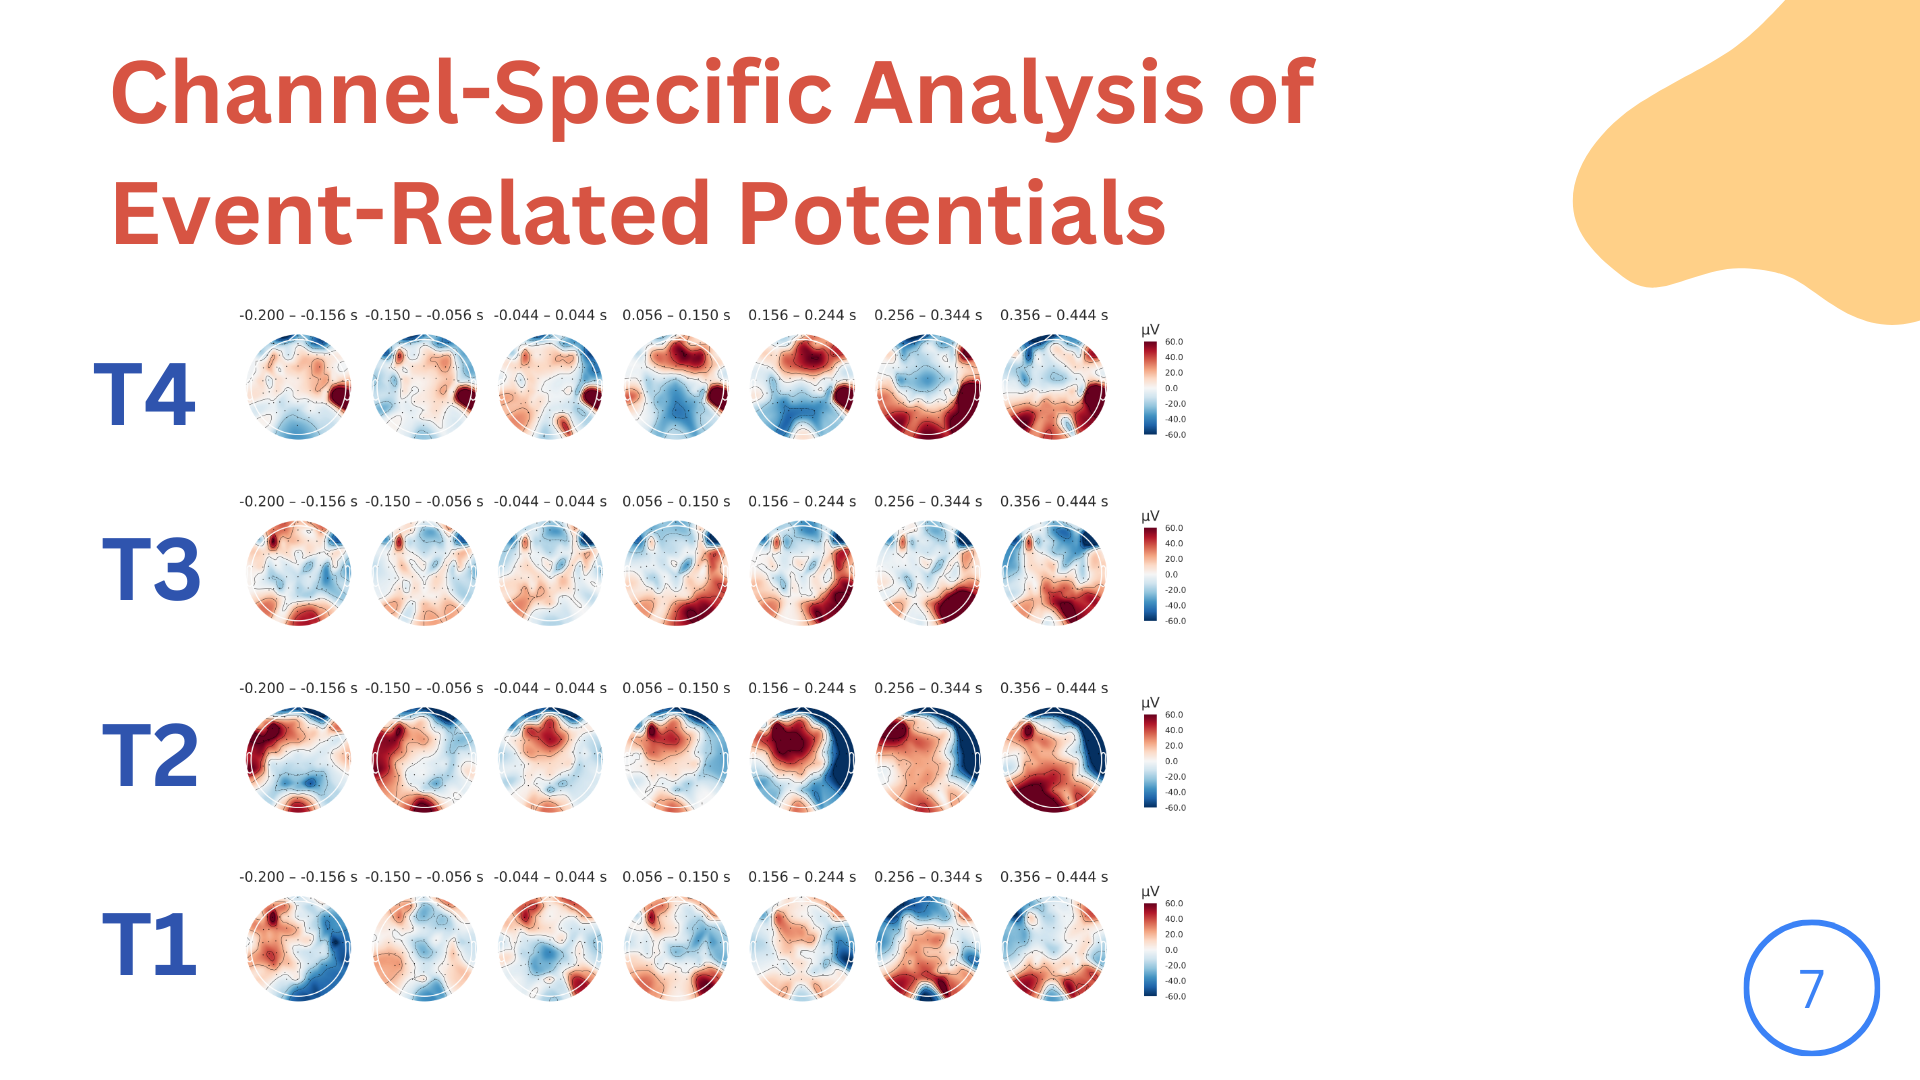 Channel-Specific Analysis of
Event-Related Potentials
-0.200 – -0.156 s -0.150 – -0.056 s -0.044 – 0.044 s 0.056 – 0.150 s 0.156 – 0.244 s 0.256 – 0.344 s 0.356 – 0.444 s
µV
60.0
40.0
20.0
0.0
-20.0
-40.0
-60.0
T4
-0.200 – -0.156 s -0.150 – -0.056 s -0.044 – 0.044 s 0.056 – 0.150 s 0.156 – 0.244 s 0.256 – 0.344 s 0.356 – 0.444 s
µV
60.0
40.0
20.0
0.0
-20.0
-40.0
-60.0
T3
-0.200 – -0.156 s -0.150 – -0.056 s -0.044 – 0.044 s 0.056 – 0.150 s 0.156 – 0.244 s 0.256 – 0.344 s 0.356 – 0.444 s
µV
60.0
40.0
20.0
0.0
-20.0
-40.0
-60.0
T2
-0.200 – -0.156 s -0.150 – -0.056 s -0.044 – 0.044 s 0.056 – 0.150 s 0.156 – 0.244 s 0.256 – 0.344 s 0.356 – 0.444 s
µV
60.0
40.0
20.0
0.0
-20.0
-40.0
-60.0
T1
7